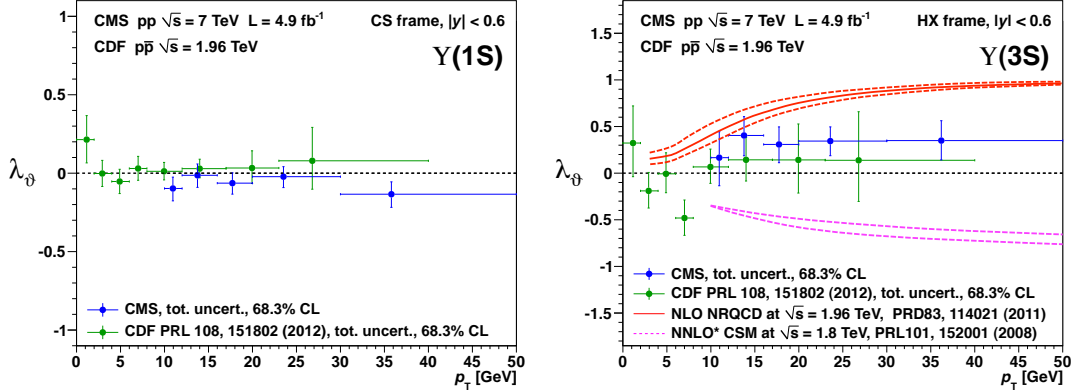 CMS pp √s = 7 TeV L = 4.9 fb⁻¹ CS frame, |y| < 0.6
CDF pp̅ √s = 1.96 TeV
Υ(1S)
λϑ
1
0.5
0
-0.5
-1
CMS, tot. uncert., 68.3% CL
CDF PRL 108, 151802 (2012), tot. uncert., 68.3% CL
0 5 10 15 20 25 30 35 40 45 50
pT [GeV]
CMS pp √s = 7 TeV L = 4.9 fb⁻¹ HX frame, |y| < 0.6
CDF pp̅ √s = 1.96 TeV
Υ(3S)
λϑ
1.5
1
0.5
0
-0.5
-1
-1.5
CMS, tot. uncert., 68.3% CL
CDF PRL 108, 151802 (2012), tot. uncert., 68.3% CL
NLO NRQCD at √s = 1.96 TeV, PRD83, 114021 (2011)
NNLO* CSM at √s = 1.8 TeV, PRL101, 152001 (2008)
0 5 10 15 20 25 30 35 40 45 50
pT [GeV]